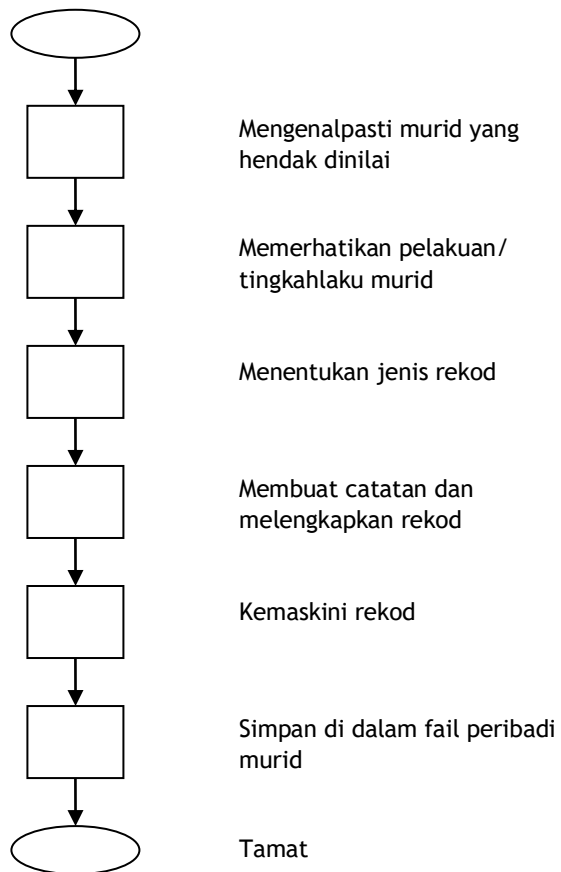 Mengenalpasti murid yang
hendak dinilai
Memerhatikan pelakuan/
tingkahlaku murid
Menentukan jenis rekod
Membuat catatan dan
melengkapkan rekod
Kemaskini rekod
Simpan di dalam fail peribadi
murid
Tamat